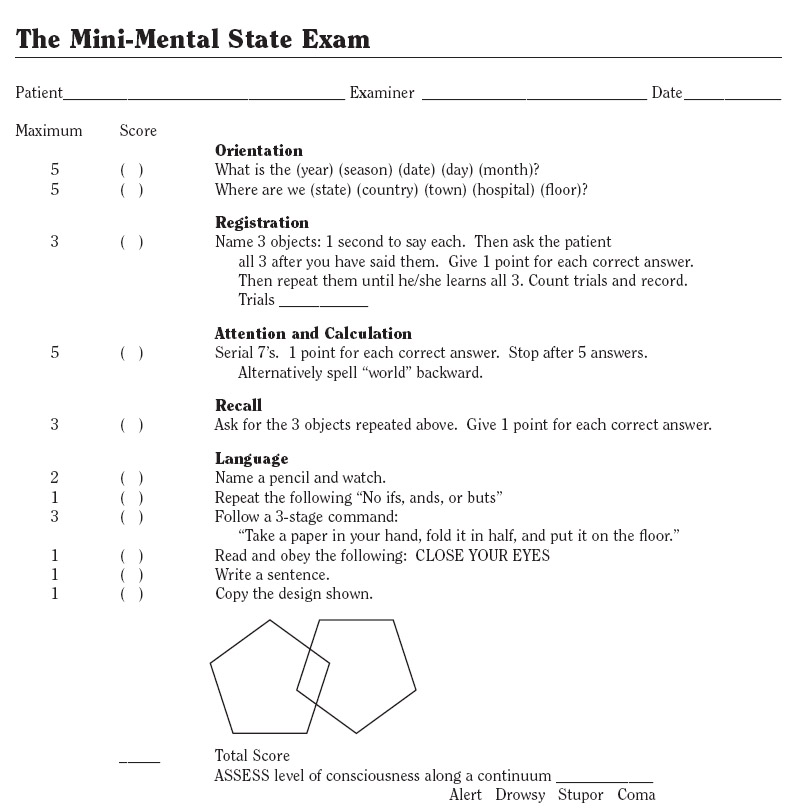 The Mini-Mental State Exam
Patient____ Examiner ____ Date____
Maximum Score
Orientation
5 ( ) What is the (year) (season) (date) (day) (month)?
5 ( ) Where are we (state) (country) (town) (hospital) (floor)?
Registration
3 ( ) Name 3 objects: 1 second to say each. Then ask the patient
all 3 after you have said them. Give 1 point for each correct answer.
Then repeat them until he/she learns all 3. Count trials and record.
Trials ____
Attention and Calculation
5 ( ) Serial 7’s. 1 point for each correct answer. Stop after 5 answers.
Alternatively spell “world” backward.
Recall
3 ( ) Ask for the 3 objects repeated above. Give 1 point for each correct answer.
Language
2 ( ) Name a pencil and watch.
1 ( ) Repeat the following “No ifs, ands, or buts”
3 ( ) Follow a 3-stage command:
“Take a paper in your hand, fold it in half, and put it on the floor.”
1 ( ) Read and obey the following: CLOSE YOUR EYES
1 ( ) Write a sentence.
1 ( ) Copy the design shown.
____ Total Score
ASSESS level of consciousness along a continuum ____
Alert Drowsy Stupor Coma